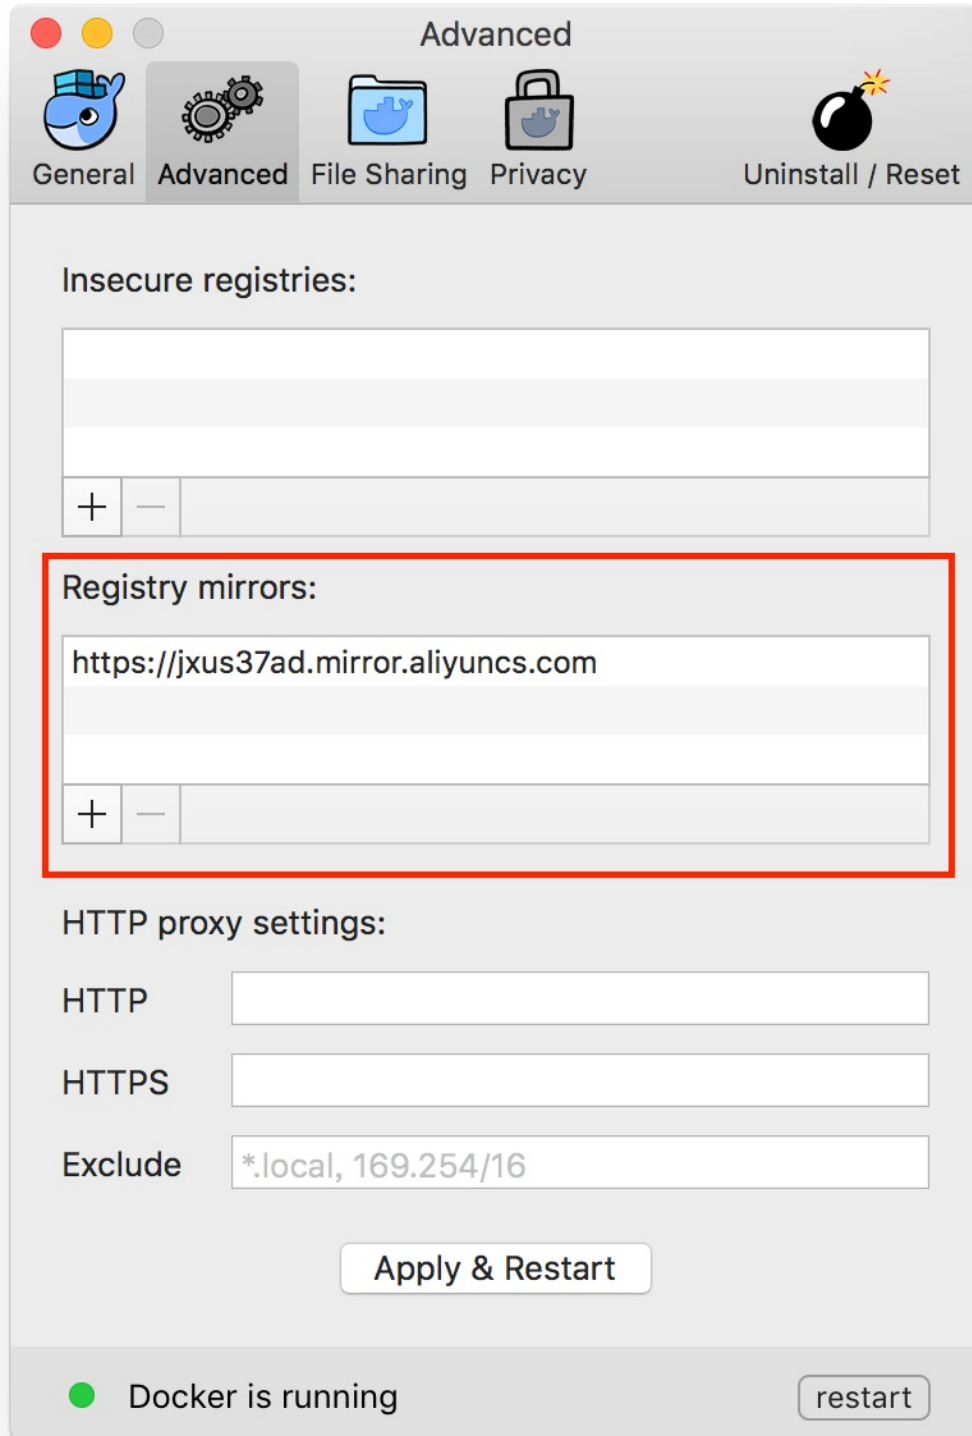 Advanced
General Advanced File Sharing Privacy Uninstall / Reset
Insecure registries:
Registry mirrors:
https://jxus37ad.mirror.aliyuncs.com
HTTP proxy settings:
HTTP
HTTPS
Exclude *.local, 169.254/16
Apply & Restart
Docker is running restart